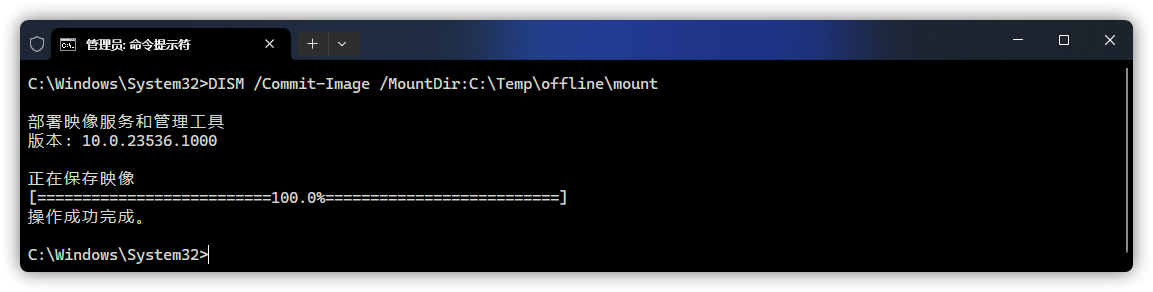 管理员: 命令提示符
C:\Windows\System32>DISM /Commit-Image /MountDir:C:\Temp\offline\mount
部署映像服务和管理工具
版本: 10.0.23536.1000
正在保存映像
[==========================100.0%==========================]
操作成功完成。
C:\Windows\System32>